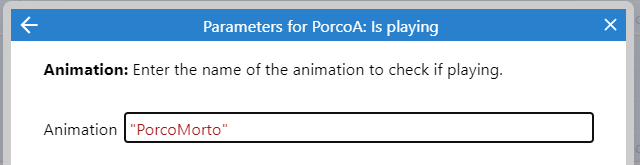 Parameters for PorcoA: Is playing
Animation: Enter the name of the animation to check if playing.
Animation "PorcoMorto"